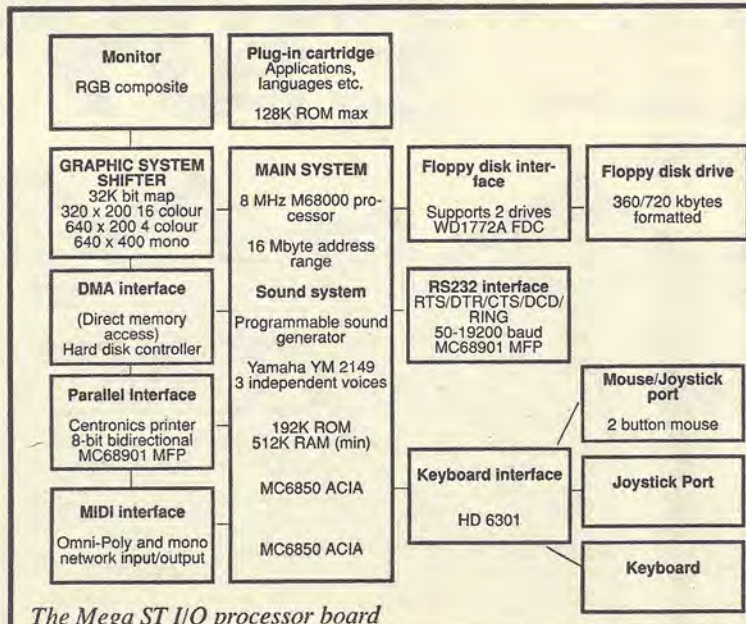 Monitor
RGB composite
Plug-in cartridge
Applications,
languages etc.
128K ROM max
GRAPHIC SYSTEM
SHIFTER
32K bit map
320 x 200 16 colour
640 x 200 4 colour
640 x 400 mono
DMA interface
(Direct memory
access)
Hard disk controller
Parallel Interface
Centronics printer
8-bit bidirectional
MC68901 MFP
MIDI interface
Omni-Poly and mono
network input/output
MAIN SYSTEM
8 MHz M68000 pro-
cessor
16 Mbyte address
range
Sound system
Programmable sound
generator
Yamaha YM 2149
3 independent voices
192K ROM
512K RAM (min)
MC6850 ACIA
MC6850 ACIA
Floppy disk inter-
face
Supports 2 drives
WD1772A FDC
Floppy disk drive
360/720 kbytes
formatted
RS232 interface
RTS/DTR/CTS/DCD/
RING
50-19200 baud
MC68901 MFP
Keyboard interface
HD 6301
Mouse/Joystick
port
2 button mouse
Joystick Port
Keyboard
The Mega ST I/O processor board